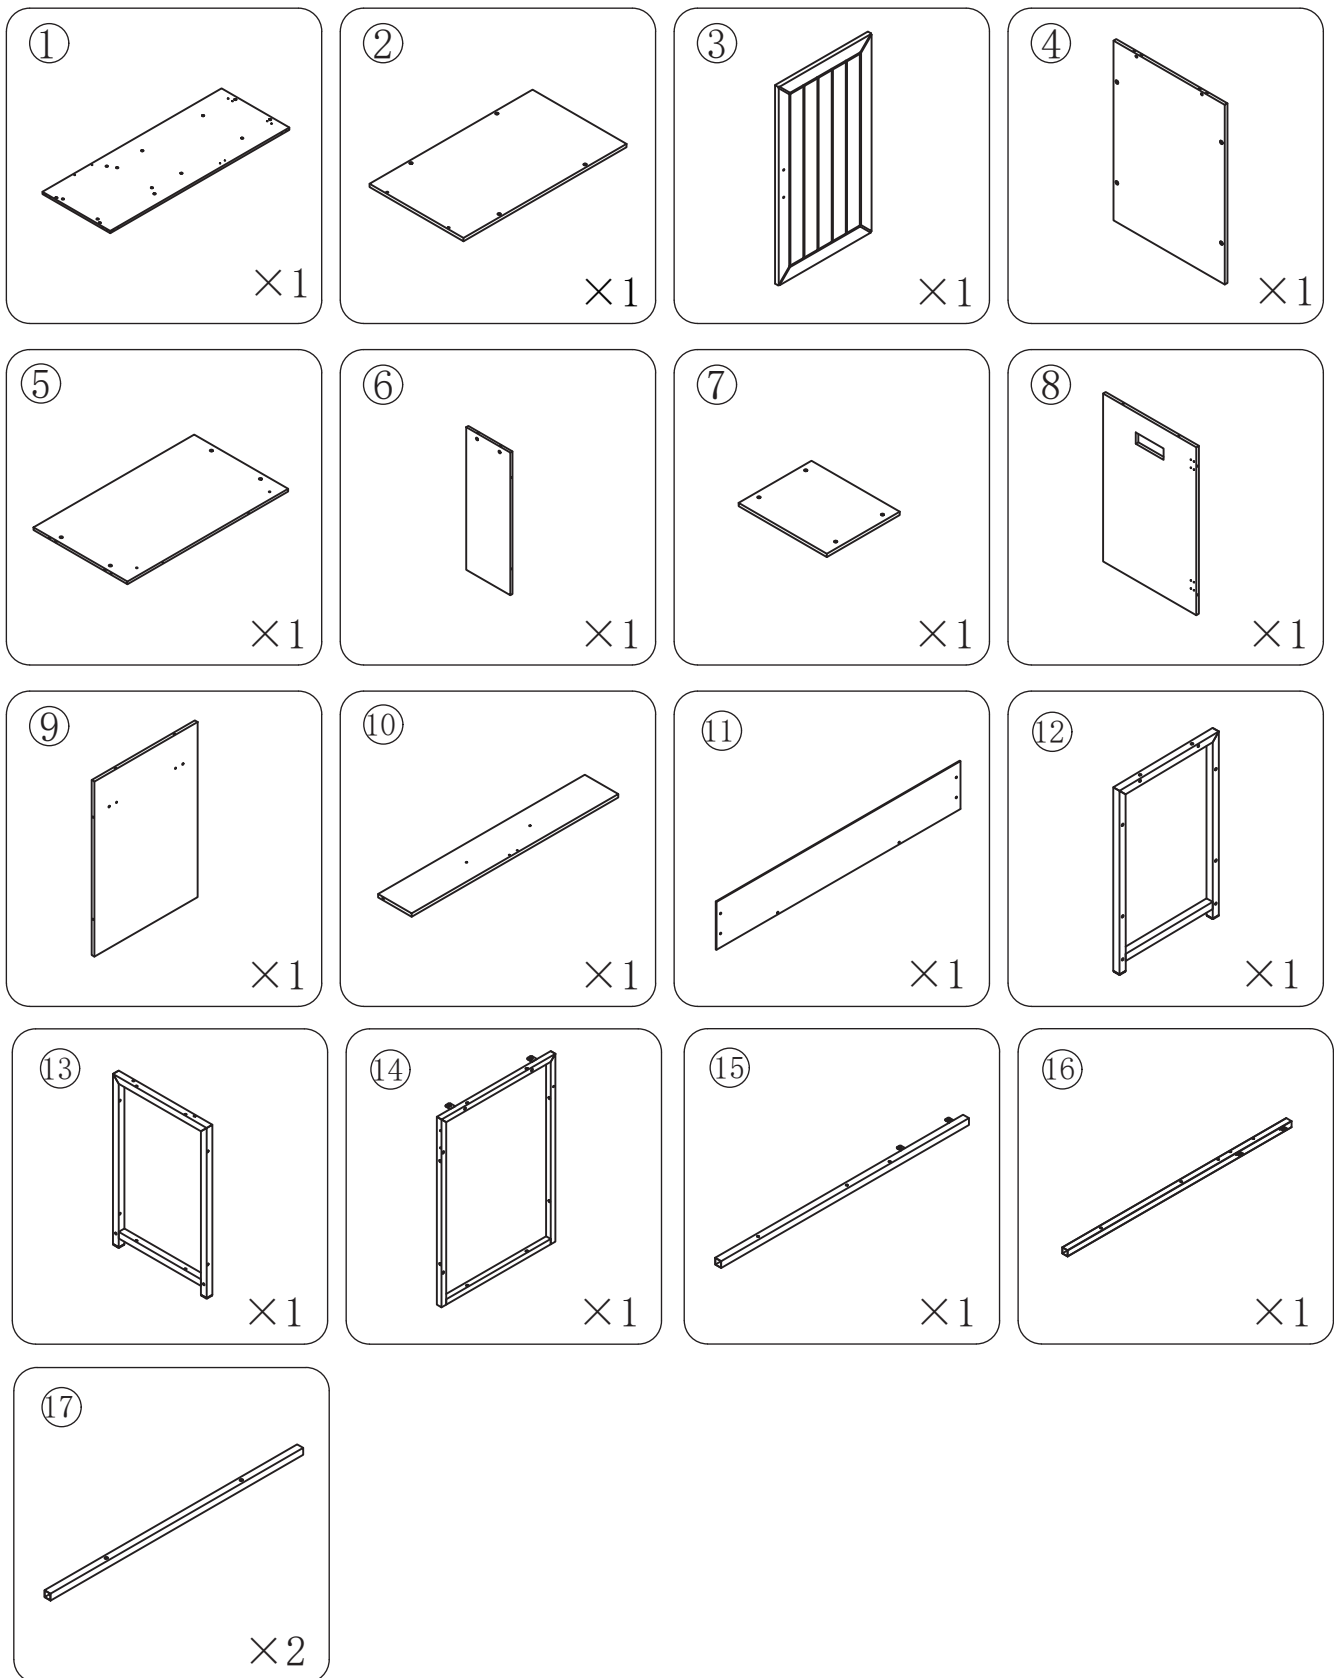 ① ② ③ ④
×1 ×1 ×1 ×1
⑤ ⑥ ⑦ ⑧
×1 ×1 ×1 ×1
⑨ ⑩ ⑪ ⑫
×1 ×1 ×1 ×1
⑬ ⑭ ⑮ ⑯
×1 ×1 ×1 ×1
⑰
×2